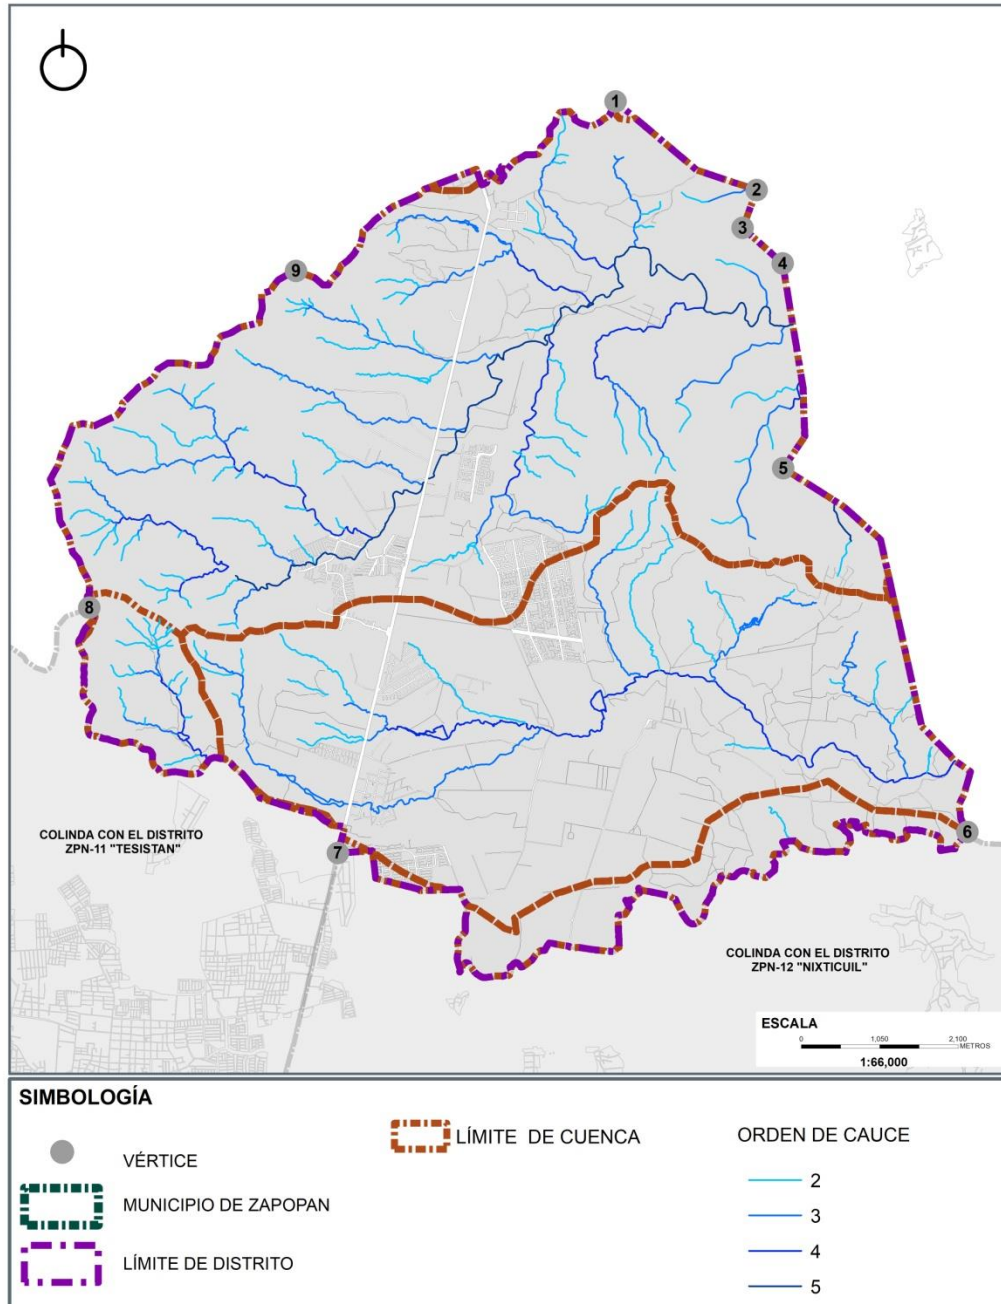 1
2
3
4
9
5
8
6
7
COLINDA CON EL DISTRITO
ZPN-11 "TESISTAN"
COLINDA CON EL DISTRITO
ZPN-12 "NIXTICUIL"
ESCALA
0 1,050 2,100
METROS
1:66,000
SIMBOLOGÍA
VÉRTICE
MUNICIPIO DE ZAPOPAN
LÍMITE DE DISTRITO
LÍMITE DE CUENCA
ORDEN DE CAUCE
2
3
4
5